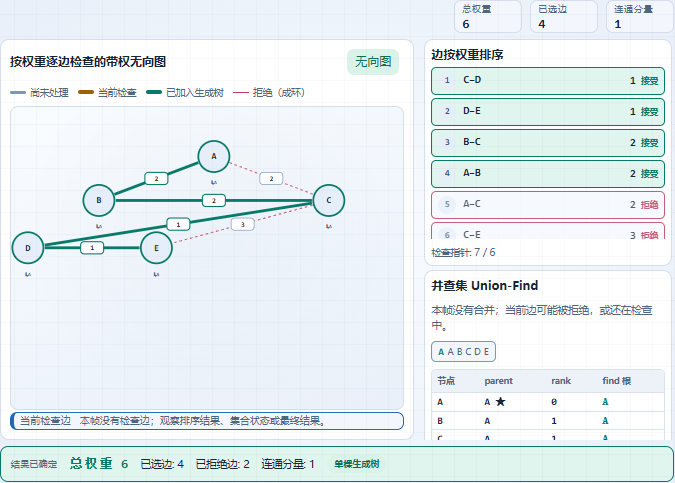 总权重 已选边 连通分量
6 4 1
按权重逐边检查的带权无向图 无向图
尚未处理 当前检查 已加入生成树 拒绝（成环）
A
2 2
B 2 C
1 3
D 1 E
当前检查边 本帧没有检查边；观察排序结果、集合状态或最终结果。
边按权重排序
1 C–D 1 接受
2 D–E 1 接受
3 B–C 2 接受
4 A–B 2 接受
5 A–C 2 拒绝
6 C–E 3 拒绝
检查指针: 7 / 6
并查集 Union-Find
本帧没有合并；当前边可能被拒绝，或还在检查
中。
A A B C D E
节点 parent rank find 根
A A ★ 0 A
B A 1 A
C A 1 A
结果已确定 总权重 6 已选边: 4 已拒绝边: 2 连通分量: 1 单棵生成树